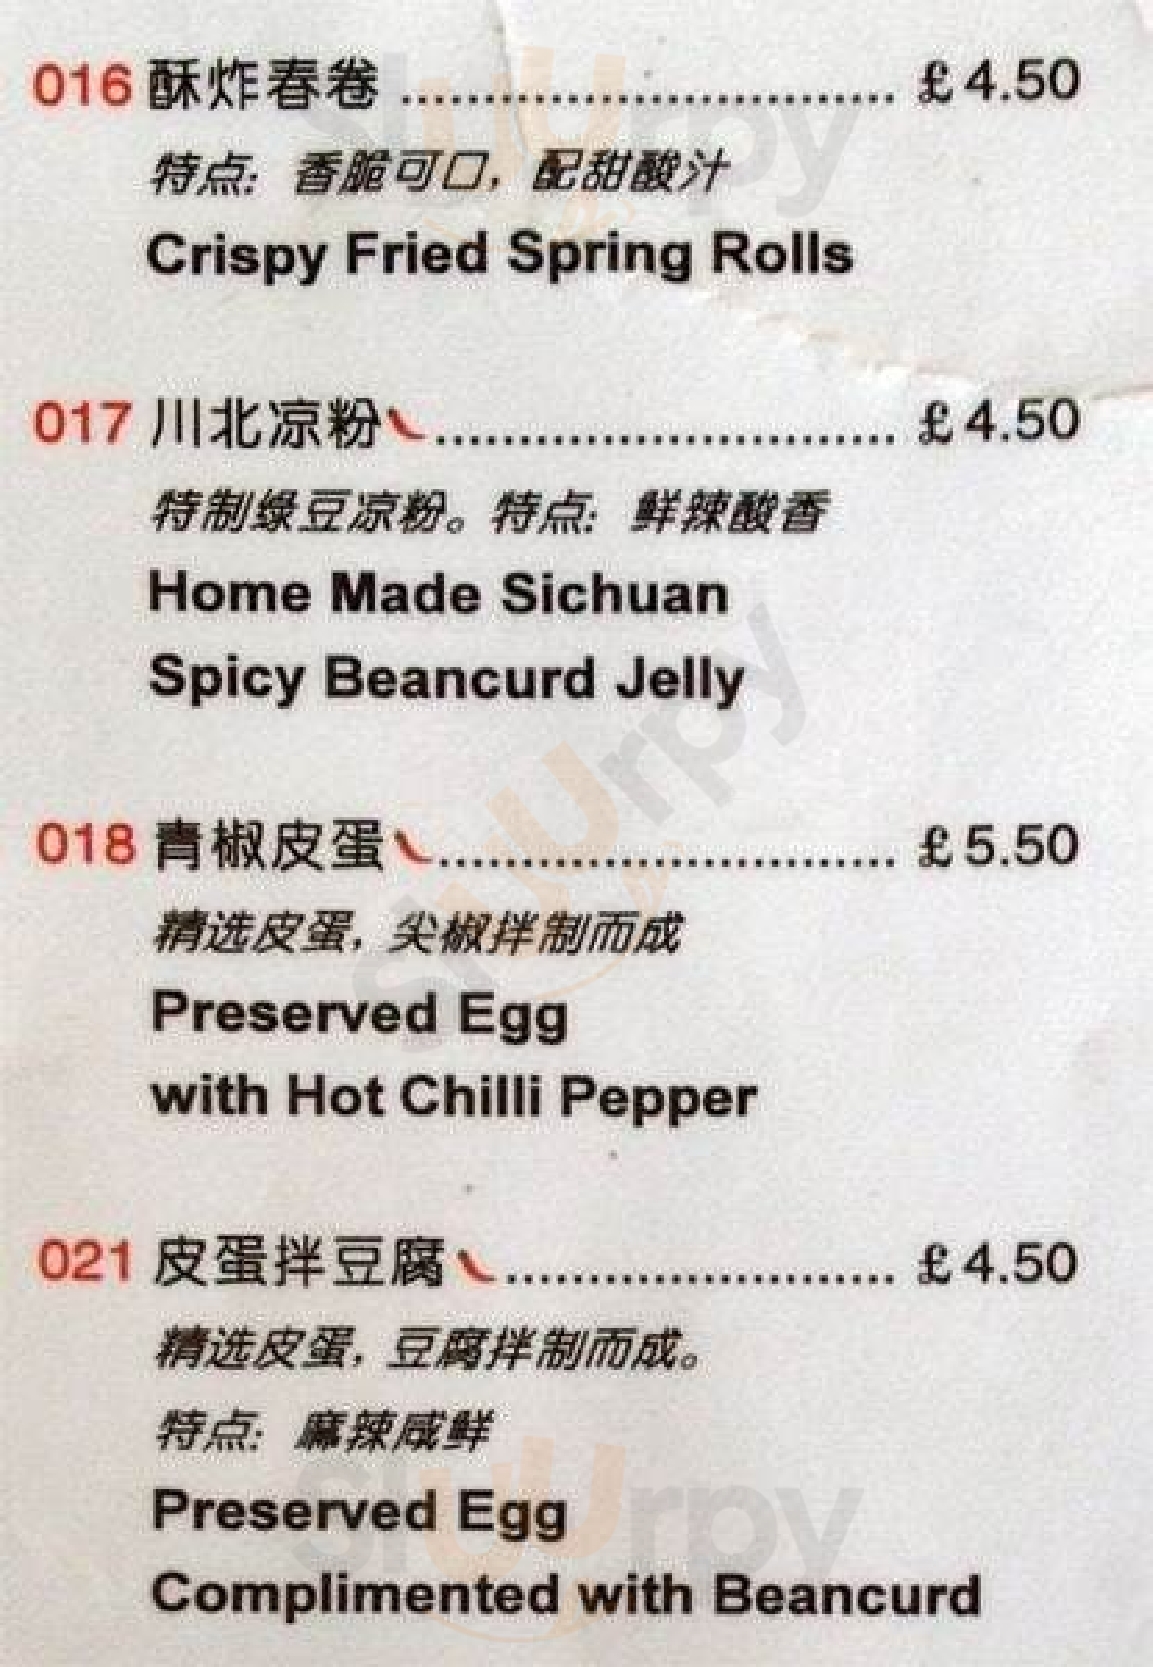 016 酥炸春卷 ................................ £4.50
特点: 香脆可口, 配甜酸汁
Crispy Fried Spring Rolls
017 川北凉粉 .............................. £4.50
特制绿豆凉粉。特点: 鲜辣酸香
Home Made Sichuan
Spicy Beancurd Jelly
018 青椒皮蛋 .............................. £5.50
精选皮蛋, 尖椒拌制而成
Preserved Egg
with Hot Chilli Pepper
021 皮蛋拌豆腐 ......................... £4.50
精选皮蛋, 豆腐拌制而成。
特点: 麻辣咸鲜
Preserved Egg
Complimented with Beancurd
slurpy
slurpy
slurpy